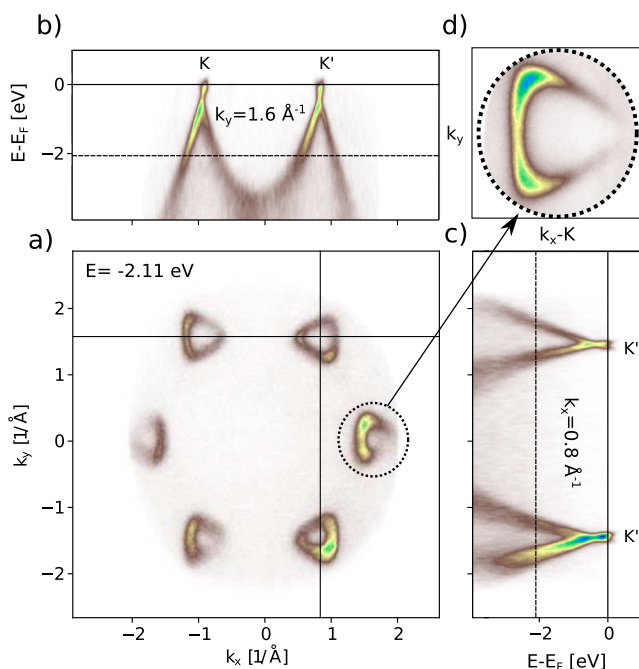 b)
K
K'
0
−2
E-E_F [eV]
k_y=1.6 Å⁻¹
d)
k_y
k_x-K
a)
E= -2.11 eV
2
1
0
−1
−2
k_y [1/Å]
−2
−1
0
1
2
k_x [1/Å]
c)
K'
k_x=0.8 Å⁻¹
K'
−2
0
E-E_F [eV]